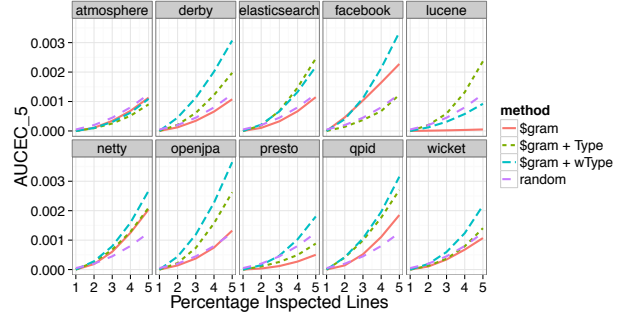 atmosphere derby elasticsearch facebook lucene
0.003
0.002
0.001
0.000
netty openjpa presto qpid wicket
0.003
0.002
0.001
0.000
1 2 3 4 5 1 2 3 4 5 1 2 3 4 5 1 2 3 4 5 1 2 3 4 5
Percentage Inspected Lines
AUCEC_5
method
$gram
$gram + Type
$gram + wType
random